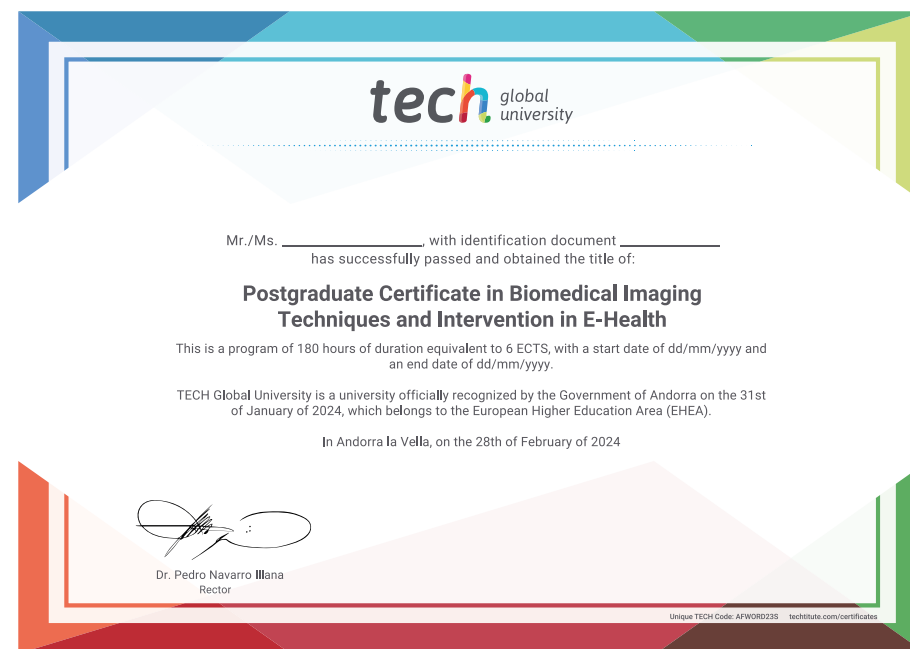 tech global
university
Mr./Ms. ____________, with identification document ____________
has successfully passed and obtained the title of:
Postgraduate Certificate in Biomedical Imaging
Techniques and Intervention in E-Health
This is a program of 180 hours of duration equivalent to 6 ECTS, with a start date of dd/mm/yyyy and
an end date of dd/mm/yyyy.
TECH Global University is a university officially recognized by the Government of Andorra on the 31st
of January of 2024, which belongs to the European Higher Education Area (EHEA).
In Andorra la Vella, on the 28th of February of 2024
Dr. Pedro Navarro Illana
Rector
Unique TECH Code: AFWORD23S techtitute.com/certificates